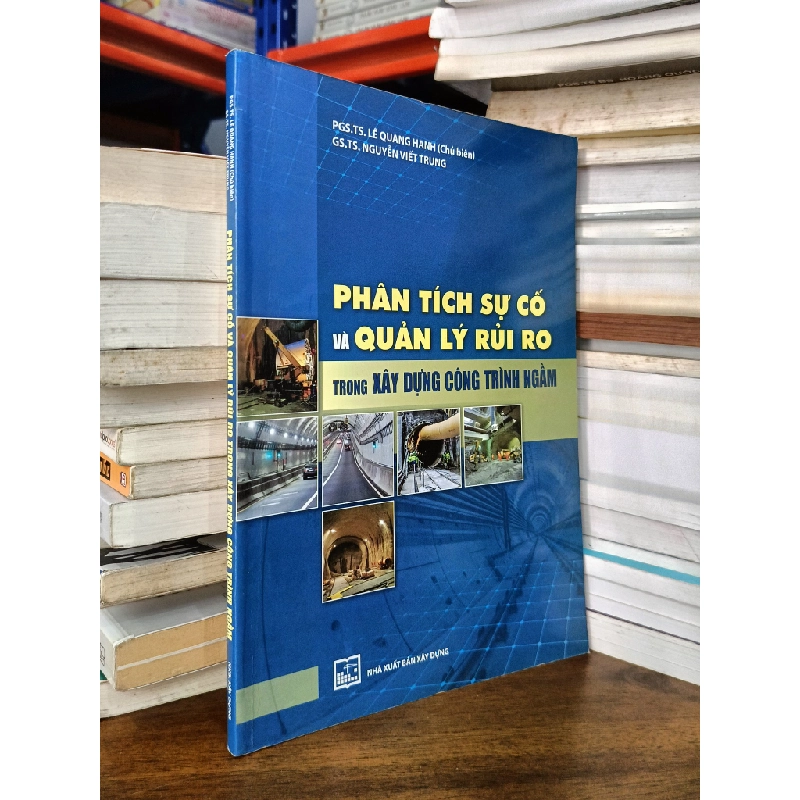 PGS.TS. LÊ QUANG HANH (Chủ biên)
GS.TS. NGUYỄN VIẾT TRUNG
PHÂN TÍCH SỰ CỐ
VÀ QUẢN LÝ RỦI RO
TRONG XÂY DỰNG CÔNG TRÌNH NGẦM
NHÀ XUẤT BẢN XÂY DỰNG
PHÂN TÍCH SỰ CỐ VÀ QUẢN LÝ RỦI RO TRONG XÂY DỰNG CÔNG TRÌNH NGẦM